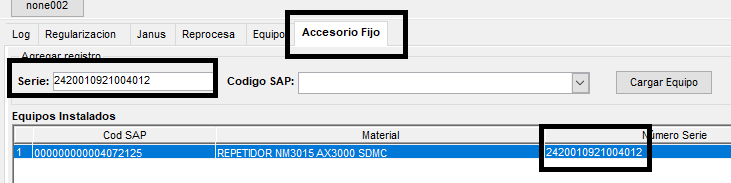 none002
Log Regularizacion Janus Reprocesa Equipo Accesorio Fijo
Agregar registro
Serie: 2420010921004012 Codigo SAP: Cargar Equipo
Equipos Instalados
Cod SAP Material Número Serie
1 000000000004072125 REPETIDOR NM3015 AX3000 SDMC 2420010921004012